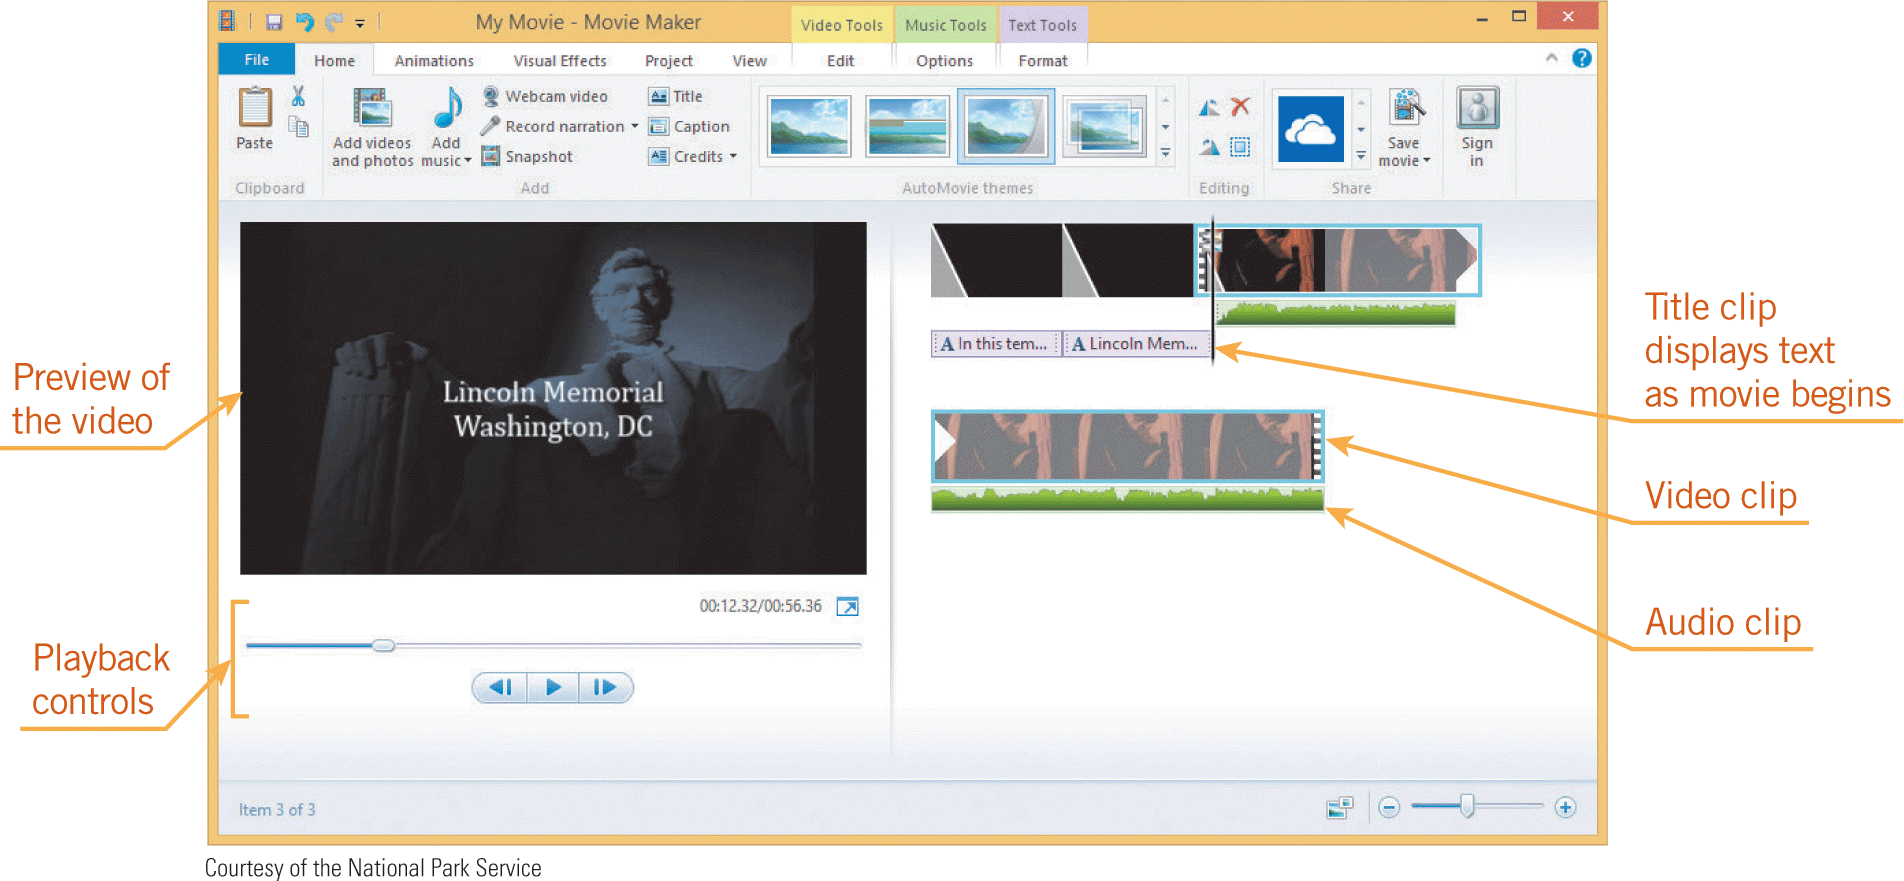 My Movie - Movie Maker
Video Tools
Music Tools
Text Tools
File
Home
Animations
Visual Effects
Project
View
Edit
Options
Format
Paste
Clipboard
Add videos
and photos
Add
music
Webcam video
Record narration
Snapshot
Title
Caption
Credits
Add
AutoMovie themes
Editing
Save
movie
Share
Sign
in
Lincoln Memorial
Washington, DC
00:12.32/00:56.36
A In this tem...
A Lincoln Mem...
Item 3 of 3
Preview of
the video
Playback
controls
Title clip
displays text
as movie begins
Video clip
Audio clip
Courtesy of the National Park Service